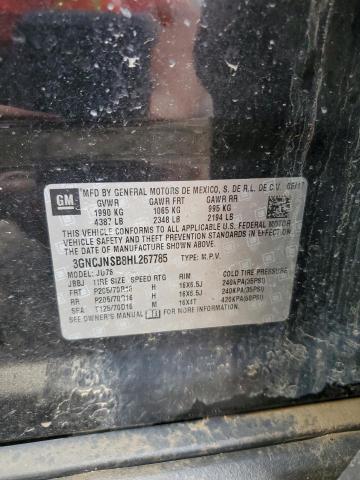 MFD BY GENERAL MOTORS DE MEXICO, S. DE R.L. DE C.V.
GM
GVWR GAWR FRT GAWR RR
1990 KG 1065 KG 995 KG
4387 LB 2348 LB 2194 LB
THIS VEHICLE CONFORMS TO ALL APPLICABLE U.S. FEDERAL MOTOR
VEHICLE SAFETY AND THEFT PREVENTION STANDARDS IN EFFECT ON
THE DATE OF MANUFACTURE SHOWN ABOVE.
3GNCJNSB8HL267785 TYPE: M.P.V.
MODEL: JU76
JBBJ TIRE SIZE SPEED RTG RIM COLD TIRE PRESSURE
FRT P205/70R16 H 16X6.5J 240KPA(35PSI)
RR P205/70R16 H 16X6.5J 240KPA(35PSI)
SPA T125/70D16 M 16X4T 420KPA(60PSI)
SEE OWNER'S MANUAL FOR ADDITIONAL INFORMATION.